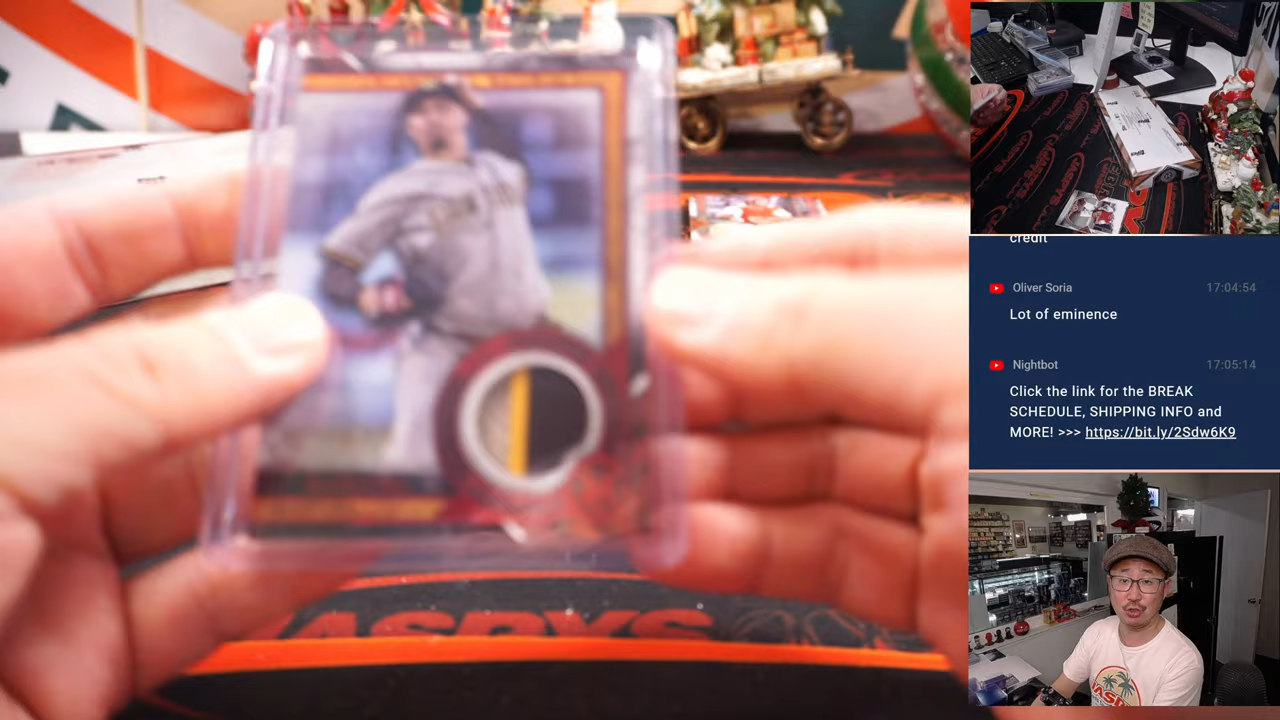 credit
Oliver Soria 17:04:54
Lot of eminence
Nightbot 17:05:14
Click the link for the BREAK
SCHEDULE, SHIPPING INFO and
MORE! >>> https://bit.ly/2Sdw6K9
JASPYS